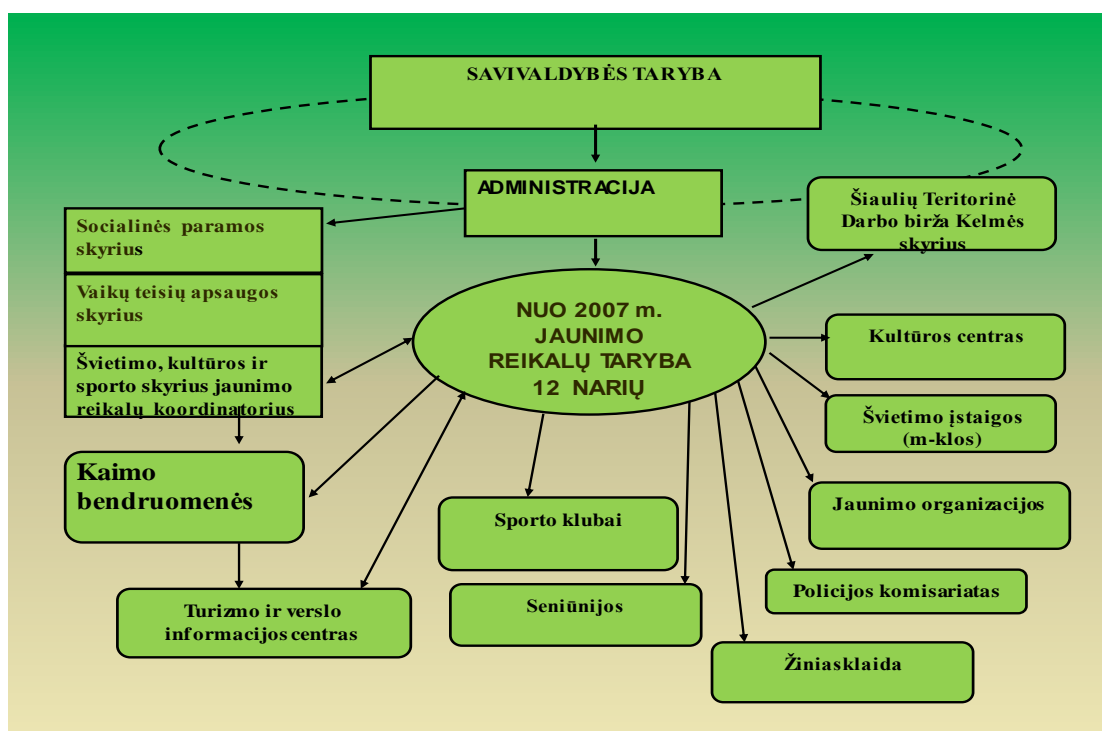 SAVIVALDYBĖS TARYBA
ADMINISTRACIJA
Šiaulių Teritorinė
Darbo birža Kelmės
skyrius
Socialinės paramos
skyrius
Vaikų teisių apsaugos
skyrius
Švietimo, kultūros ir
sporto skyrius jaunimo
reikalų koordinatorius
NUO 2007 m.
JAUNIMO
REIKALŲ TARYBA
12 NARIŲ
Kultūros centras
Švietimo įstaigos
(m-klos)
Kaimo
bendruomenės
Jaunimo organizacijos
Sporto klubai
Policijos komisariatas
Seniūnijos
Turizmo ir verslo
informacijos centras
Žiniasklaida